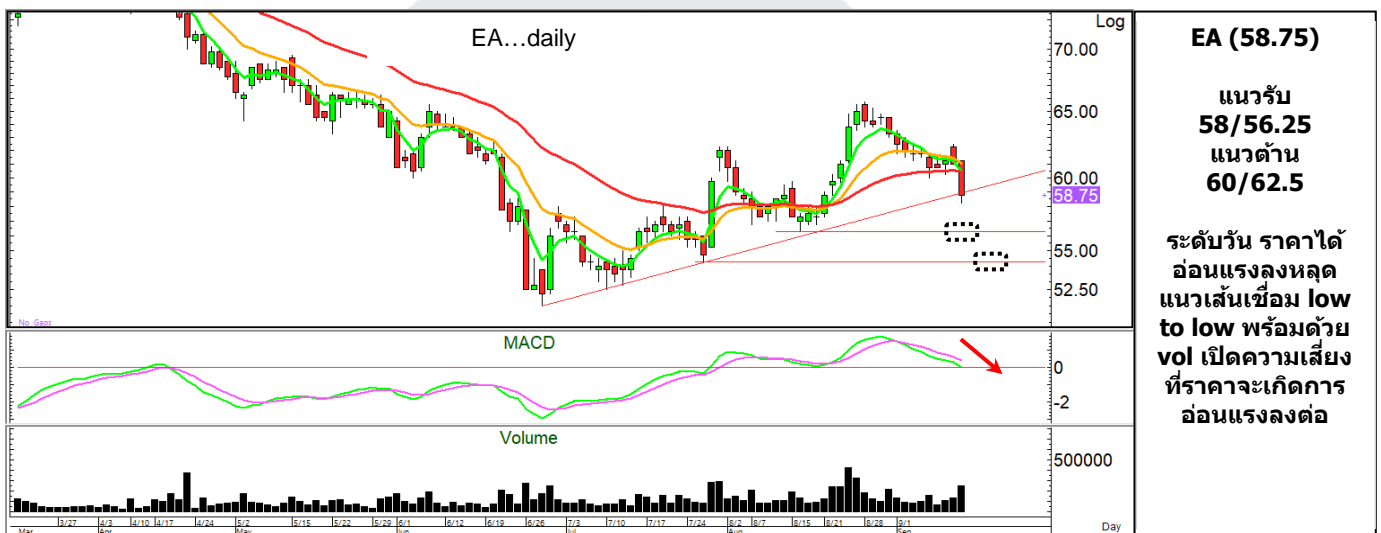 EA…daily
Log
70.00
65.00
60.00
58.75
55.00
52.50
No Gaps
MACD
0
-2
Volume
500000
3/27 4/3 4/10 4/17 4/24 5/2 5/15 5/22 5/29 6/1 6/12 6/19 6/26 7/3 7/10 7/17 7/24 8/2 8/7 8/15 8/21 8/28 9/1
Mar Apr May Jun Jul Aug Sep
Day
EA (58.75)
แนวรับ
58/56.25
แนวต้าน
60/62.5
ระดับวัน ราคาได้
อ่อนแรงลงหลุด
แนวเส้นเชื่อม low
to low พร้อมด้วย
vol เปิดความเสี่ยง
ที่ราคาจะเกิดการ
อ่อนแรงลงต่อ